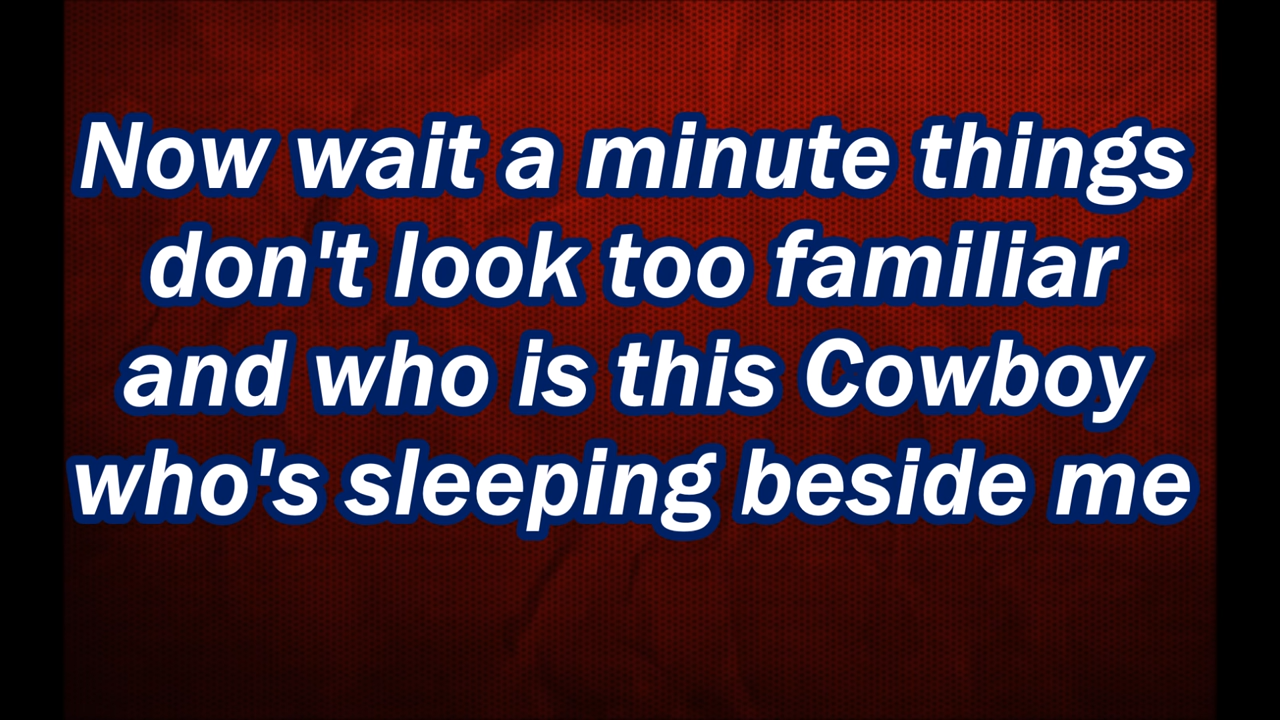 Now wait a minute things
don't look too familiar
and who is this Cowboy
who's sleeping beside me